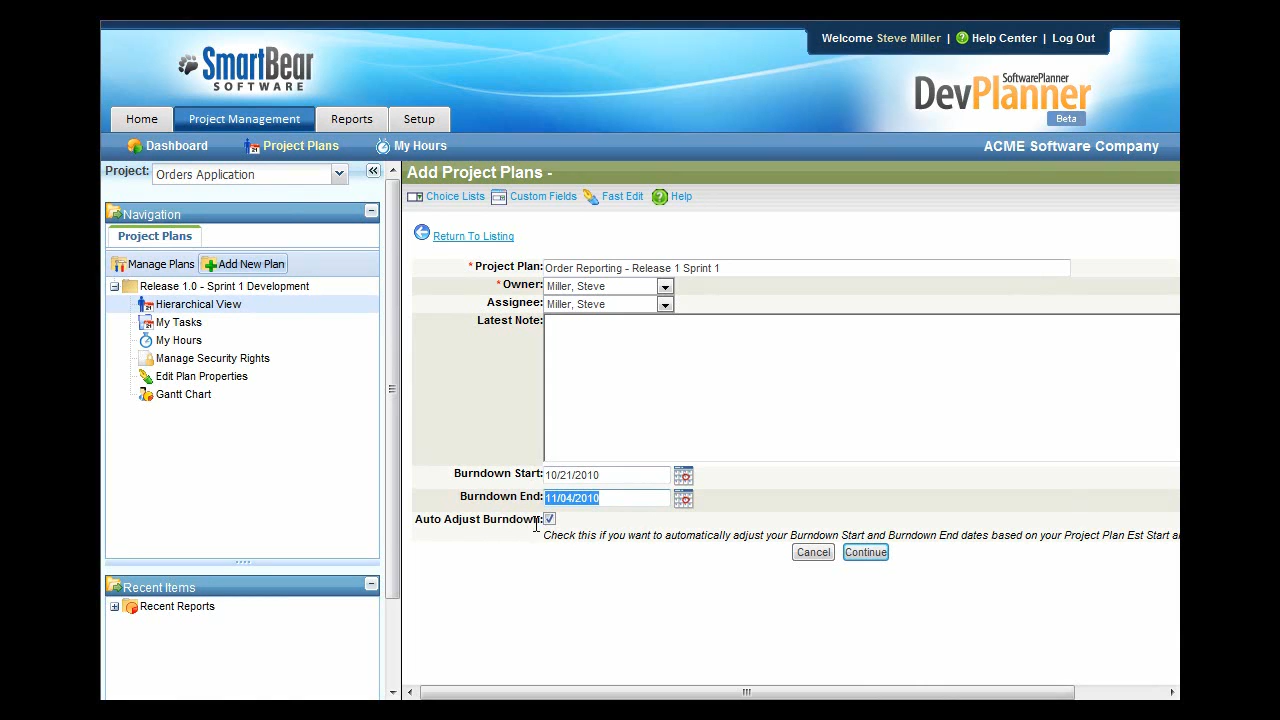 Welcome Steve Miller | Help Center | Log Out
SmartBear
SOFTWARE
SoftwarePlanner
DevPlanner
Beta
Home
Project Management
Reports
Setup
Dashboard
Project Plans
My Hours
ACME Software Company
Project:
Orders Application
Navigation
Project Plans
Manage Plans
Add New Plan
Release 1.0 - Sprint 1 Development
Hierarchical View
My Tasks
My Hours
Manage Security Rights
Edit Plan Properties
Gantt Chart
Recent Items
Recent Reports
Add Project Plans -
Choice Lists
Custom Fields
Fast Edit
Help
Return To Listing
* Project Plan: Order Reporting - Release 1 Sprint 1
* Owner: Miller, Steve
Assignee: Miller, Steve
Latest Note:
Burndown Start: 10/21/2010
Burndown End: 11/04/2010
Auto Adjust Burndown:
Check this if you want to automatically adjust your Burndown Start and Burndown End dates based on your Project Plan Est Start a
Cancel
Continue